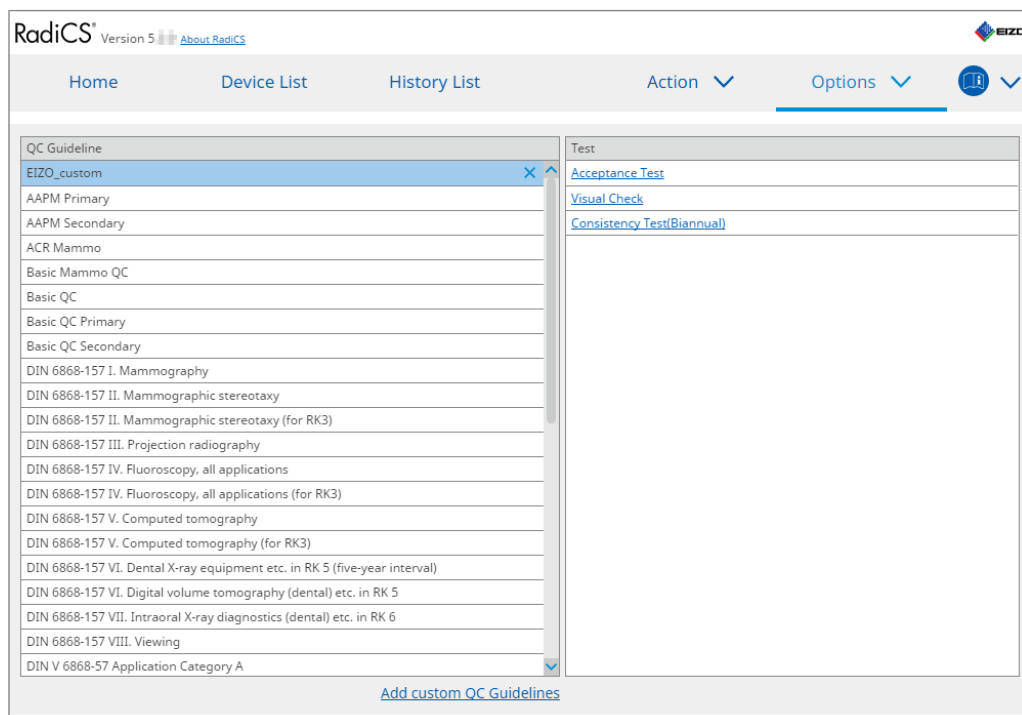 RadiCS® Version 5. About RadiCS
EIZO
Home Device List History List Action Options
QC Guideline
EIZO_custom
AAPM Primary
AAPM Secondary
ACR Mammo
Basic Mammo QC
Basic QC
Basic QC Primary
Basic QC Secondary
DIN 6868-157 I. Mammography
DIN 6868-157 II. Mammographic stereotaxy
DIN 6868-157 II. Mammographic stereotaxy (for RK3)
DIN 6868-157 III. Projection radiography
DIN 6868-157 IV. Fluoroscopy, all applications
DIN 6868-157 IV. Fluoroscopy, all applications (for RK3)
DIN 6868-157 V. Computed tomography
DIN 6868-157 V. Computed tomography (for RK3)
DIN 6868-157 VI. Dental X-ray equipment etc. in RK 5 (five-year interval)
DIN 6868-157 VI. Digital volume tomography (dental) etc. in RK 5
DIN 6868-157 VII. Intraoral X-ray diagnostics (dental) etc. in RK 6
DIN 6868-157 VIII. Viewing
DIN V 6868-57 Application Category A
Test
Acceptance Test
Visual Check
Consistency Test(Biannual)
Add custom QC Guidelines